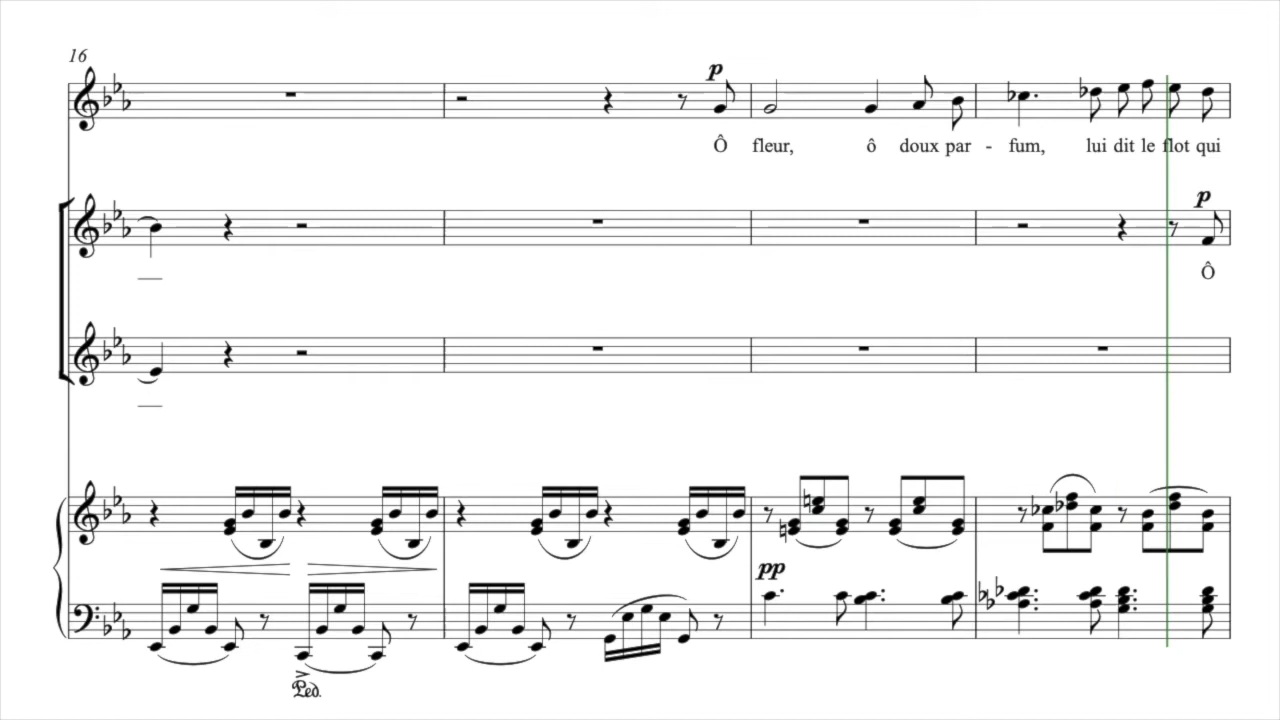 16
p
Ô fleur, ô doux par - fum, lui dit le flot qui
p
Ô
pp
Ped.